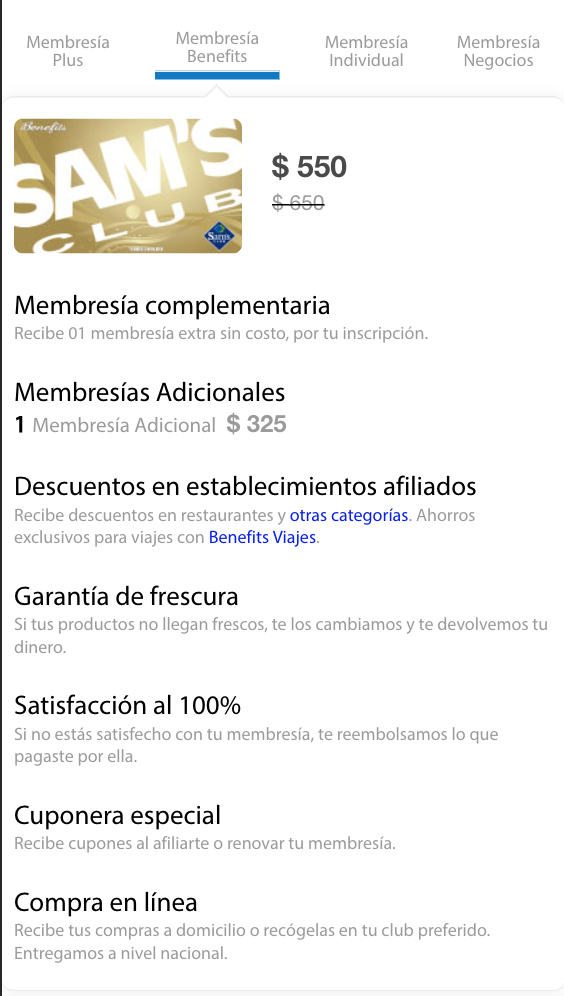 Membresía
Plus
Membresía
Benefits
Membresía
Individual
Membresía
Negocios
Benefits
SAM'S
CLUB
Sam's
$ 550
$ 650
Membresía complementaria
Recibe 01 membresía extra sin costo, por tu inscripción.
Membresías Adicionales
1 Membresía Adicional $ 325
Descuentos en establecimientos afiliados
Recibe descuentos en restaurantes y otras categorías. Ahorros
exclusivos para viajes con Benefits Viajes.
Garantía de frescura
Si tus productos no llegan frescos, te los cambiamos y te devolvemos tu
dinero.
Satisfacción al 100%
Si no estás satisfecho con tu membresía, te reembolsamos lo que
pagaste por ella.
Cuponera especial
Recibe cupones al afiliarte o renovar tu membresía.
Compra en línea
Recibe tus compras a domicilio o recógelas en tu club preferido.
Entregamos a nivel nacional.